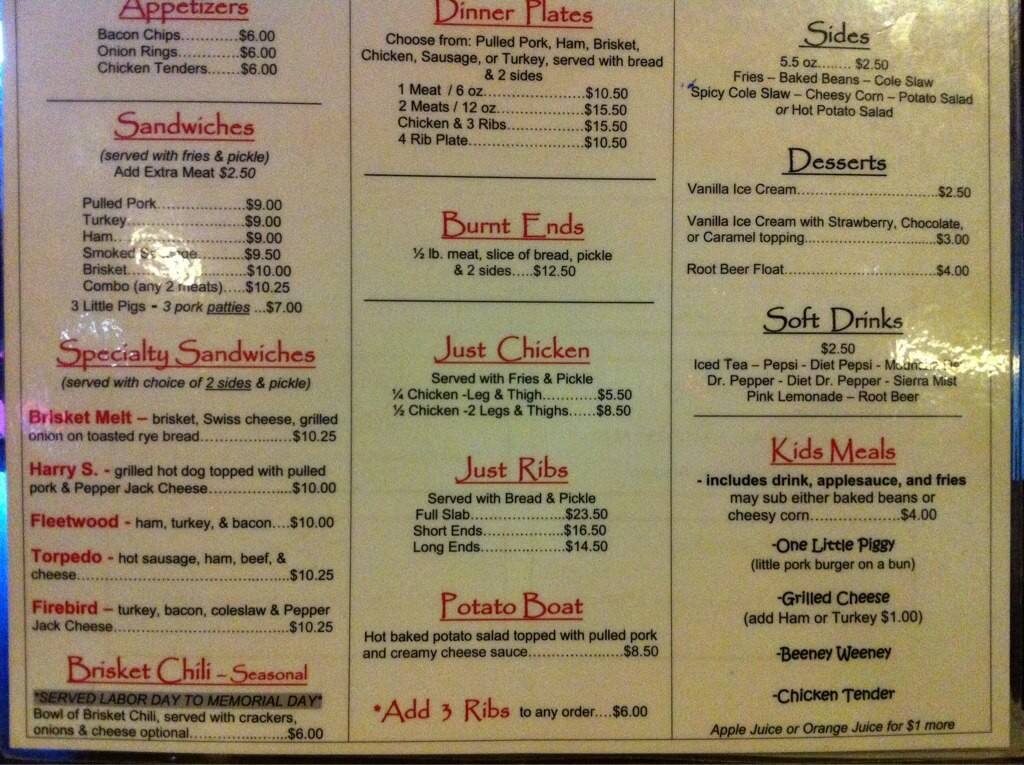 Appetizers
Bacon Chips.............$6.00
Onion Rings.............$6.00
Chicken Tenders.......$6.00
Sandwiches
(served with fries & pickle)
Add Extra Meat $2.50
Pulled Pork....................$9.00
Turkey...........................$9.00
Ham..............................$9.00
Smoked ...........$9.50
Brisket...........................$10.00
Combo (any 2 meats).....$10.25
3 Little Pigs - 3 pork patties ...$7.00
Specialty Sandwiches
(served with choice of 2 sides & pickle)
Brisket Melt – brisket, Swiss cheese, grilled
onion on toasted rye bread......................$10.25
Harry S. - grilled hot dog topped with pulled
pork & Pepper Jack Cheese....................$10.00
Fleetwood - ham, turkey, & bacon....$10.00
Torpedo - hot sausage, ham, beef, &
cheese....................................................$10.25
Firebird – turkey, bacon, coleslaw & Pepper
Jack Cheese...........................................$10.25
Brisket Chili – Seasonal
*SERVED LABOR DAY TO MEMORIAL DAY*
Bowl of Brisket Chili, served with crackers,
onions & cheese optional........................$6.00
Dinner Plates
Choose from: Pulled Pork, Ham, Brisket,
Chicken, Sausage, or Turkey, served with bread
& 2 sides
1 Meat / 6 oz.........................$10.50
2 Meats / 12 oz......................$15.50
Chicken & 3 Ribs...................$15.50
4 Rib Plate.............................$10.50
Burnt Ends
½ lb. meat, slice of bread, pickle
& 2 sides.....$12.50
Just Chicken
Served with Fries & Pickle
¼ Chicken -Leg & Thigh..............$5.50
½ Chicken -2 Legs & Thighs......$8.50
Just Ribs
Served with Bread & Pickle
Full Slab.............................$23.50
Short Ends.........................$16.50
Long Ends..........................$14.50
Potato Boat
Hot baked potato salad topped with pulled pork
and creamy cheese sauce.......................$8.50
*Add 3 Ribs to any order....$6.00
Sides
5.5 oz........ $2.50
Fries – Baked Beans – Cole Slaw
Spicy Cole Slaw – Cheesy Corn – Potato Salad
or Hot Potato Salad
Desserts
Vanilla Ice Cream...................................$2.50
Vanilla Ice Cream with Strawberry, Chocolate,
or Caramel topping.................................$3.00
Root Beer Float......................................$4.00
Soft Drinks
$2.50
Iced Tea – Pepsi - Diet Pepsi -
Dr. Pepper - Diet Dr. Pepper - Sierra Mist
Pink Lemonade – Root Beer
Kids Meals
- includes drink, applesauce, and fries
may sub either baked beans or
cheesy corn.......................$4.00
-One Little Piggy
(little pork burger on a bun)
-Grilled Cheese
(add Ham or Turkey $1.00)
-Beeney Weeney
-Chicken Tender
Apple Juice or Orange Juice for $1 more